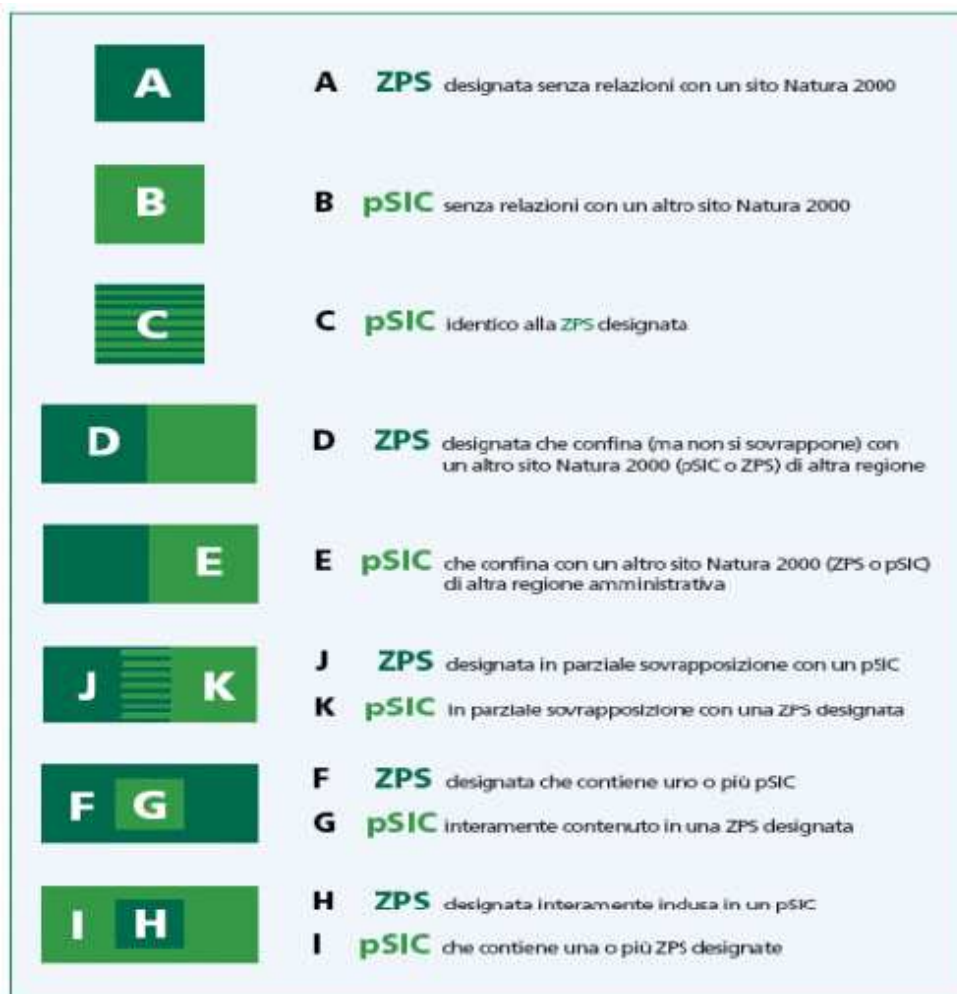 A
A ZPS designata senza relazioni con un sito Natura 2000
B
B pSIC senza relazioni con un altro sito Natura 2000
C
C pSIC identico alla ZPS designata
D
D ZPS designata che confina (ma non si sovrappone) con
un altro sito Natura 2000 (pSIC o ZPS) di altra regione
E
E pSIC che confina con un altro sito Natura 2000 (ZPS o pSIC)
di altra regione amministrativa
J K
J ZPS designata in parziale sovrapposizione con un pSIC
K pSIC in parziale sovrapposizione con una ZPS designata
F G
F ZPS designata che contiene uno o più pSIC
G pSIC interamente contenuto in una ZPS designata
I H
H ZPS designata interamente inclusa in un pSIC
I pSIC che contiene una o più ZPS designate